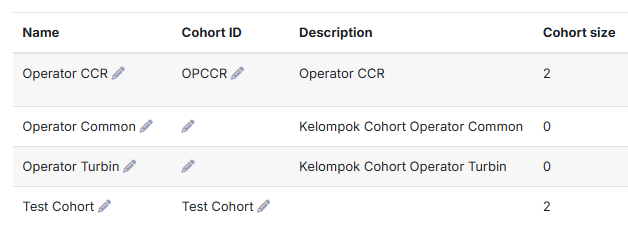 Name Cohort ID Description Cohort size
Operator CCR OPCCR Operator CCR 2
Operator Common Kelompok Cohort Operator Common 0
Operator Turbin Kelompok Cohort Operator Turbin 0
Test Cohort Test Cohort 2